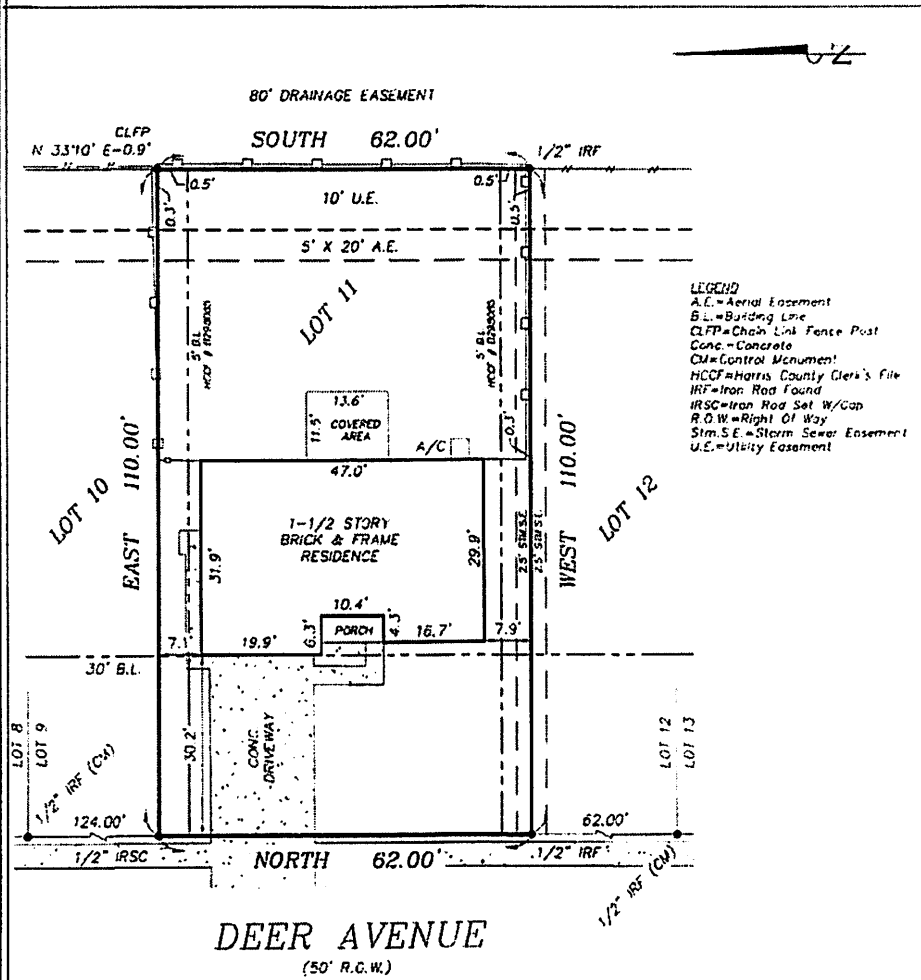 N
80' DRAINAGE EASEMENT
CLFP
N 33°10' E-0.9'
SOUTH 62.00'
1/2" IRF
0.5'
0.5'
10' U.E.
0.3'
0.5'
5' X 20' A.E.
LOT 11
5' B.L.
HCCF #
5' B.L.
HCCF #
LEGEND
A.E.=Aerial Easement
B.L.=Building Line
CLFP=Chain Link Fence Post
Conc.=Concrete
CM=Control Monument
HCCF=Harris County Clerk's File
IRF=Iron Rod Found
IRSC=Iron Rod Set W/Cap
R.O.W.=Right Of Way
Stm.S.E.=Storm Sewer Easement
U.E.=Utility Easement
13.6'
11.5'
COVERED
AREA
A/C
0.3'
47.0'
LOT 10
EAST 110.00'
WEST 110.00'
LOT 12
1-1/2 STORY
BRICK & FRAME
RESIDENCE
31.9'
29.9'
2.5' STM.S.E.
2.5' STM.S.E.
10.4'
6.3'
PORCH
4.3'
7.1'
19.9'
16.7'
7.9'
30' B.L.
30.2'
CONC.
DRIVEWAY
LOT 8
LOT 9
LOT 12
LOT 13
1/2" IRF (CM)
124.00'
62.00'
1/2" IRSC
NORTH 62.00'
1/2" IRF
1/2" IRF (CM)
DEER AVENUE
(50' R.O.W.)